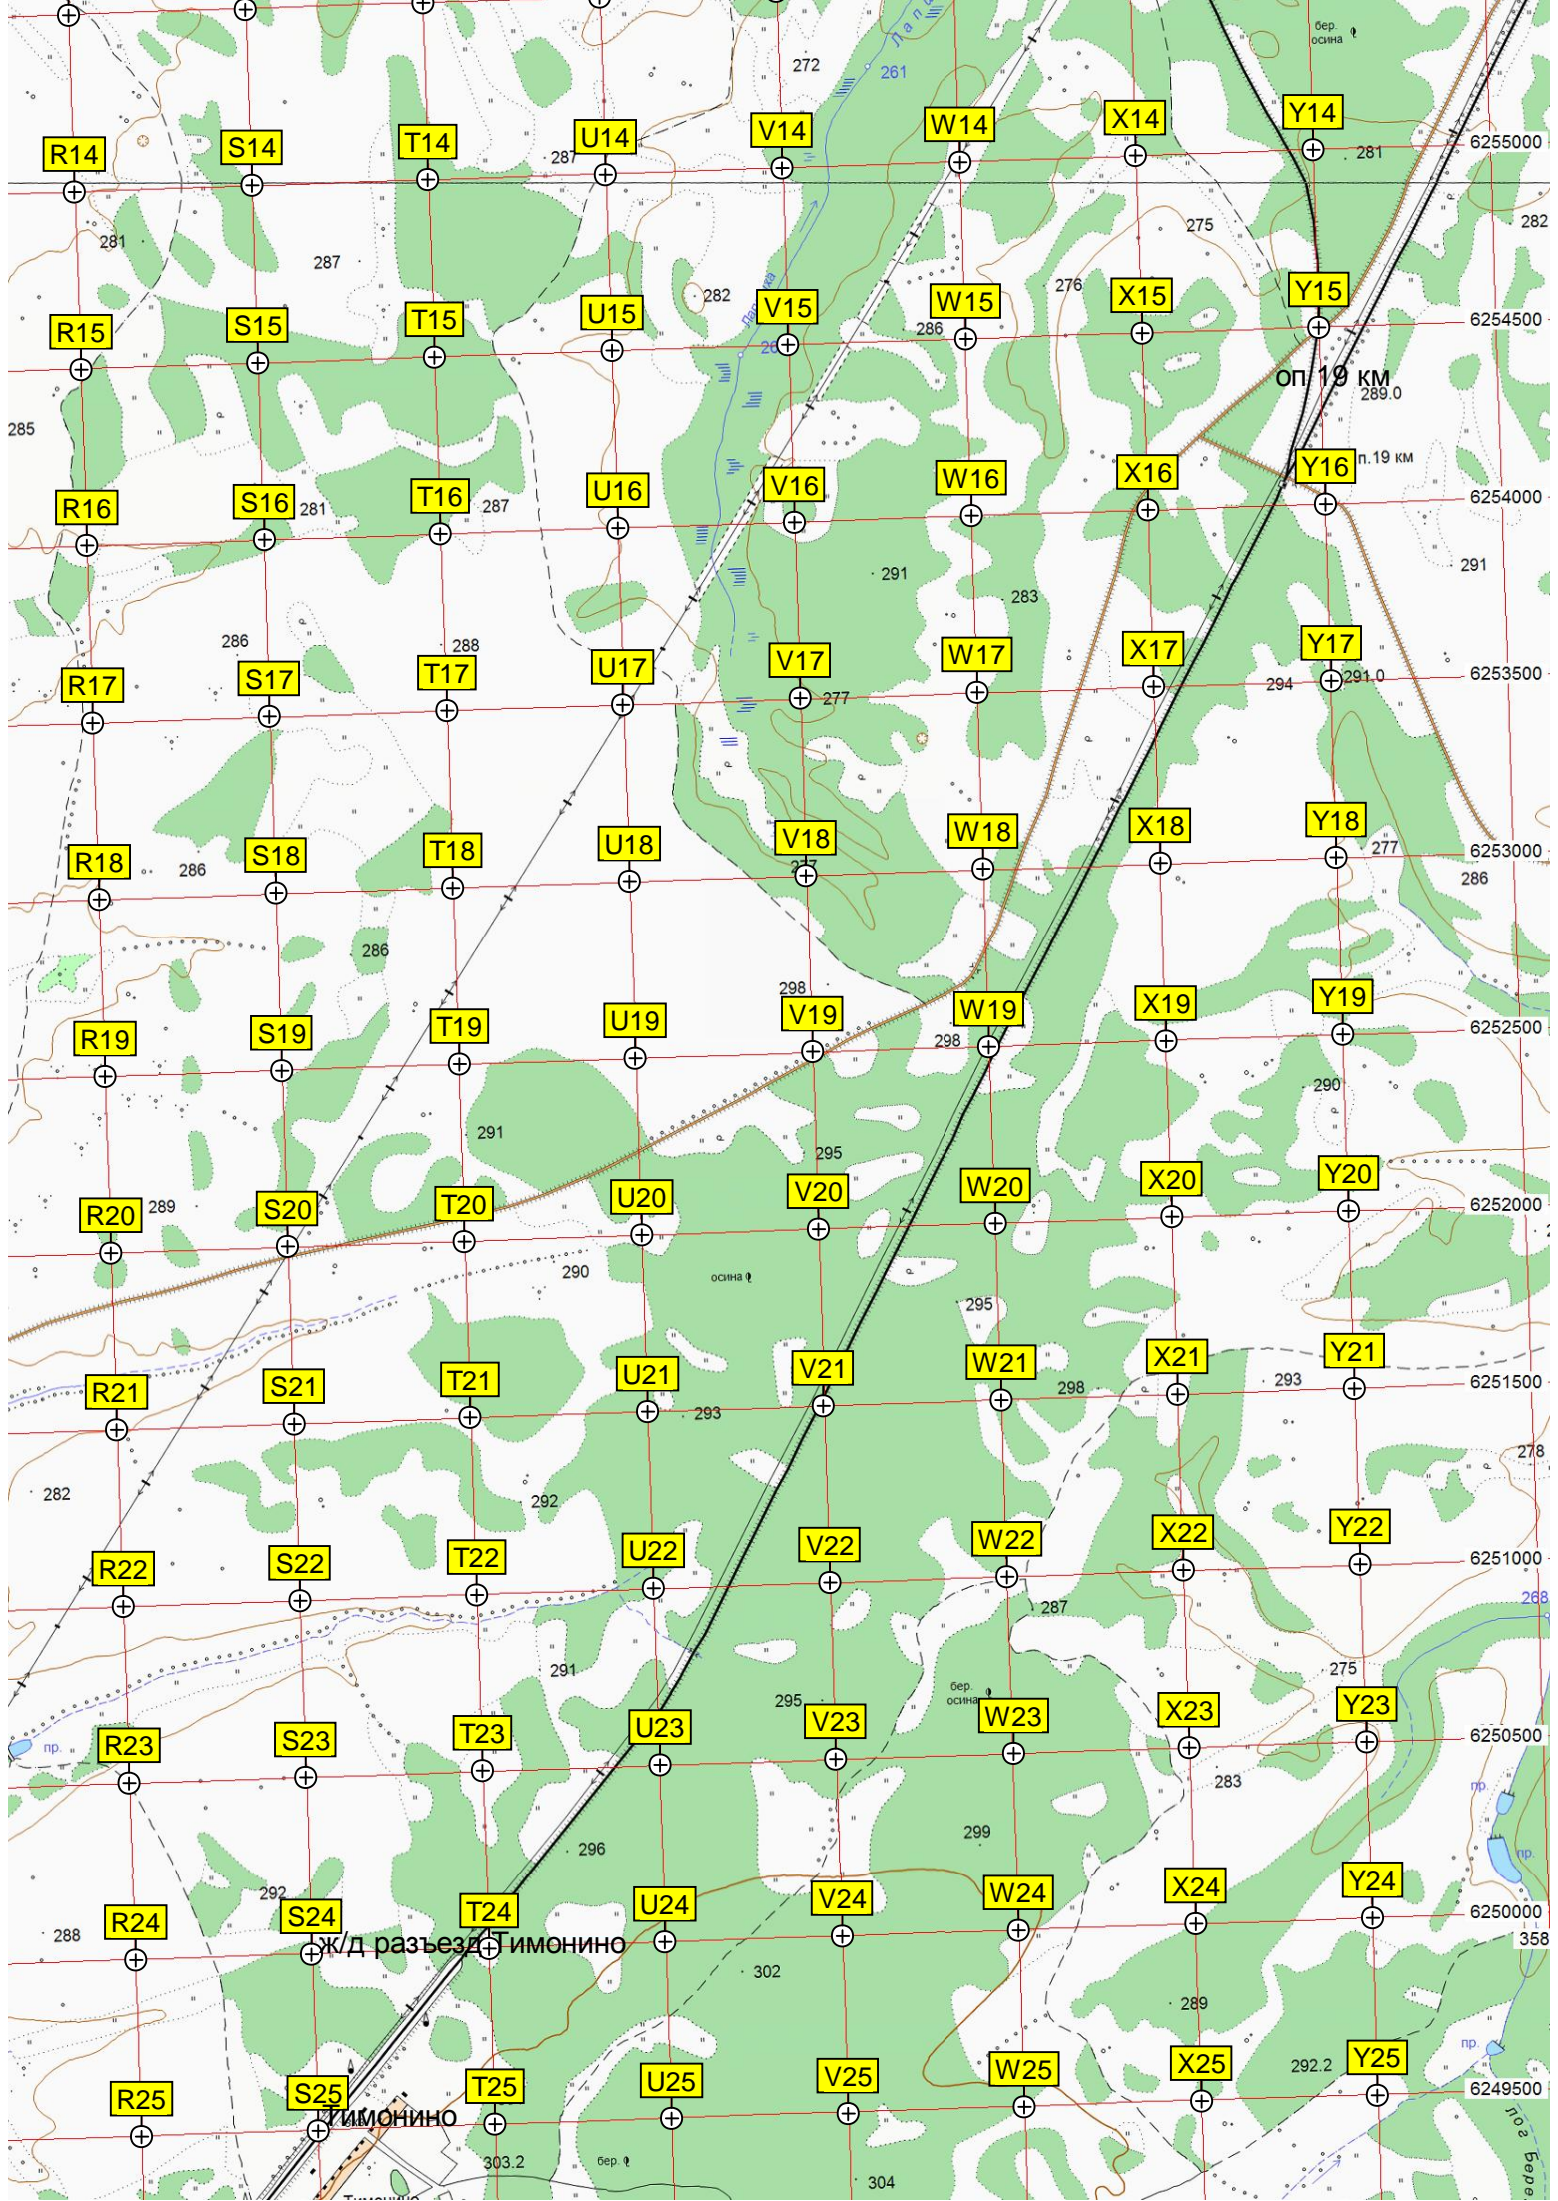 бер.
осина
Лапи
272
261
R14
S14
T14
U14
V14
W14
X14
Y14
6255000
287
281
281
287
275
282
276
282
R15
S15
T15
U15
V15
W15
X15
Y15
6254500
Лапиха
286
оп. 19 км
289.0
285
п.19 км
R16
S16
T16
U16
V16
W16
X16
Y16
6254000
281
287
291
291
283
286
288
R17
S17
T17
U17
V17
W17
X17
Y17
6253500
277
294
291.0
R18
S18
T18
U18
V18
W18
X18
Y18
6253000
286
277
277
286
286
298
R19
S19
T19
U19
V19
W19
X19
Y19
6252500
298
290
291
295
R20
S20
T20
U20
V20
W20
X20
Y20
6252000
289
290
осина
295
R21
S21
T21
U21
V21
W21
X21
Y21
6251500
293
298
293
278
282
292
R22
S22
T22
U22
V22
W22
X22
Y22
6251000
287
268
291
275
295
бер.
осина
R23
S23
T23
U23
V23
W23
X23
Y23
6250500
пр.
283
пр.
296
299
пр.
292
R24
S24
T24
U24
V24
W24
X24
Y24
6250000
288
ж/д разъезд Тимонино
358
302
289
292.2
пр.
R25
S25
T25
U25
V25
W25
X25
Y25
6249500
Тимонино
303.2
бер.
304
лог Бере
Тимонино